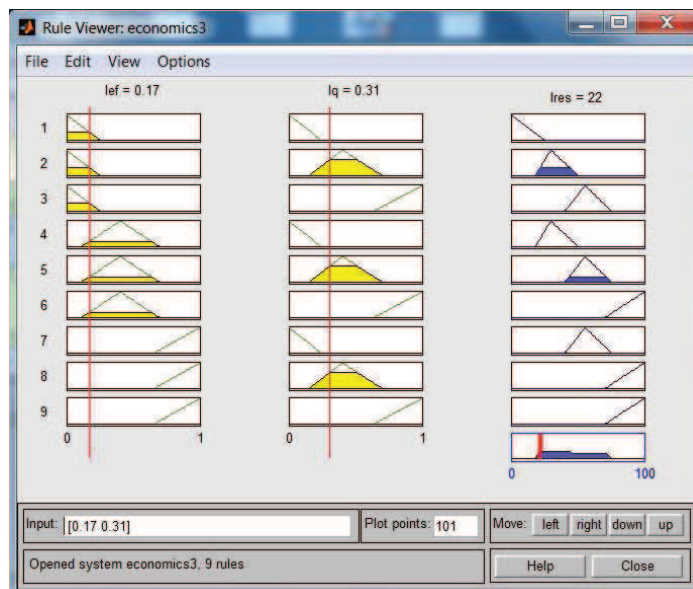 Rule Viewer: economics3
File Edit View Options
Ief = 0.17
Iq = 0.31
Ires = 22
1
2
3
4
5
6
7
8
9
0 1
0 1
0 100
Input: [0.17 0.31] Plot points: 101 Move: left right down up
Opened system economics3, 9 rules Help Close